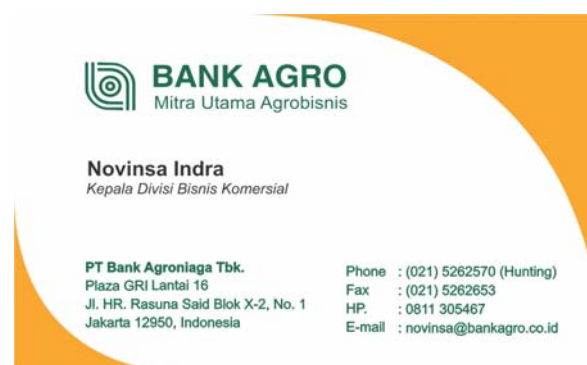 BANK AGRO
Mitra Utama Agrobisnis
Novinsa Indra
Kepala Divisi Bisnis Komersial
PT Bank Agroniaga Tbk.
Plaza GRI Lantai 16
Jl. HR. Rasuna Said Blok X-2, No. 1
Jakarta 12950, Indonesia
Phone : (021) 5262570 (Hunting)
Fax : (021) 5262653
HP. : 0811 305467
E-mail : novinsa@bankagro.co.id